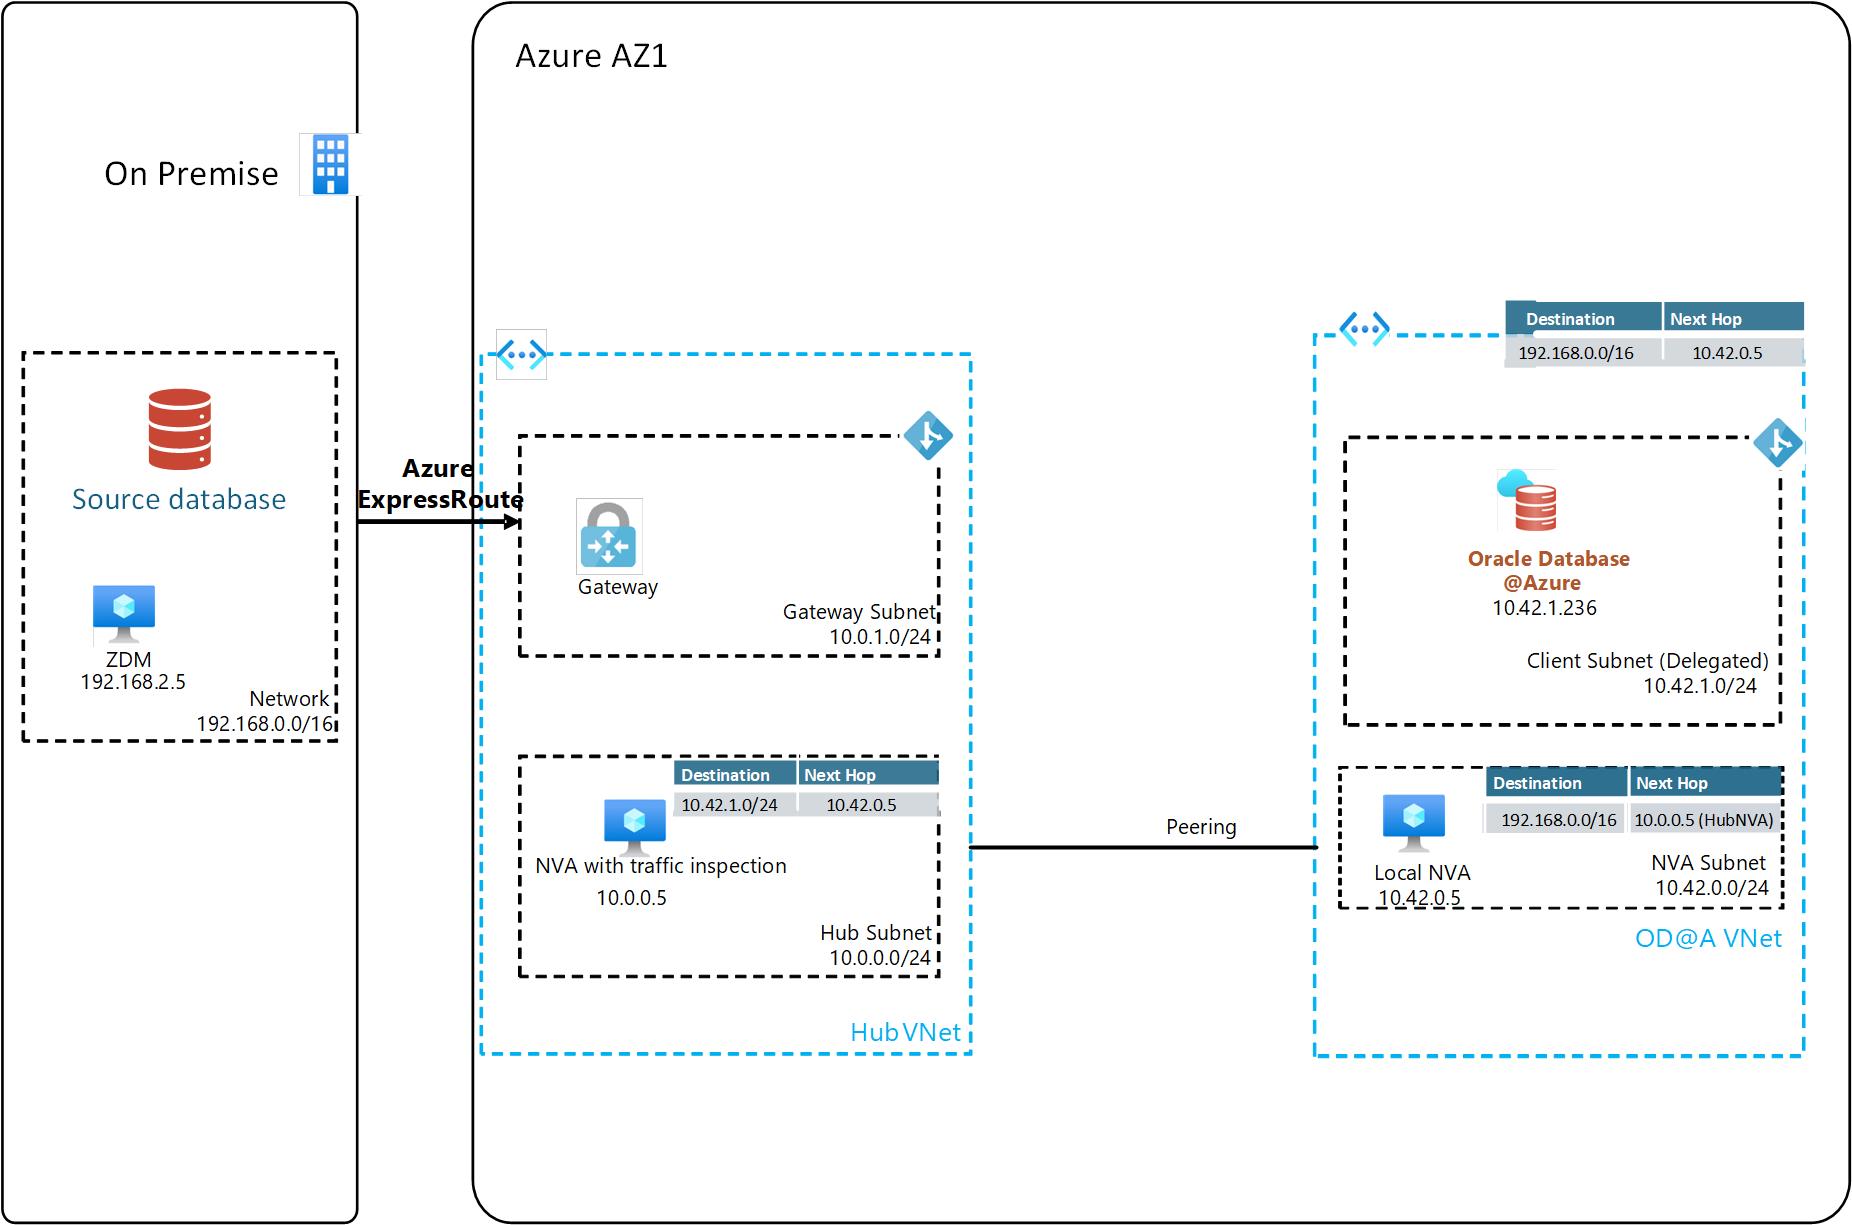 Azure AZ1
On Premise
Source database
ZDM
192.168.2.5
Network
192.168.0.0/16
Azure
ExpressRoute
Gateway
Gateway Subnet
10.0.1.0/24
Destination Next Hop
10.42.1.0/24 10.42.0.5
NVA with traffic inspection
10.0.0.5
Hub Subnet
10.0.0.0/24
Hub VNet
Peering
Destination Next Hop
192.168.0.0/16 10.42.0.5
Oracle Database
@Azure
10.42.1.236
Client Subnet (Delegated)
10.42.1.0/24
Destination Next Hop
192.168.0.0/16 10.0.0.5 (HubNVA)
Local NVA
10.42.0.5
NVA Subnet
10.42.0.0/24
OD@A VNet